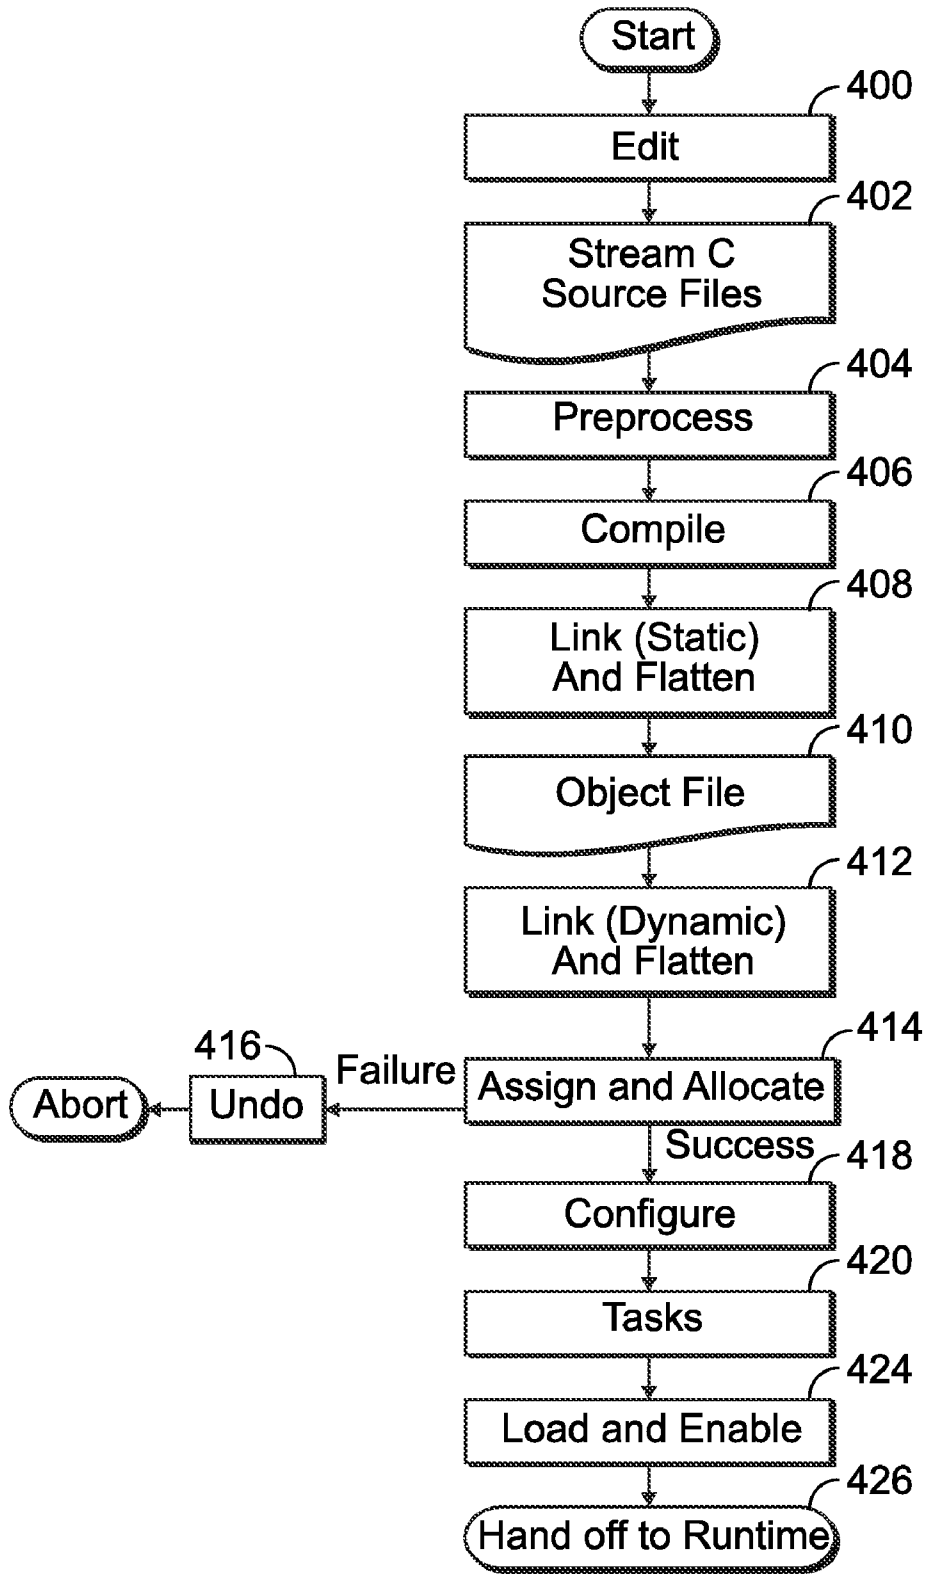 Start
400
Edit
402
Stream C
Source Files
404
Preprocess
406
Compile
408
Link (Static)
And Flatten
410
Object File
412
Link (Dynamic)
And Flatten
414
Assign and Allocate
Failure
416
Undo
Abort
Success
418
Configure
420
Tasks
424
Load and Enable
426
Hand off to Runtime